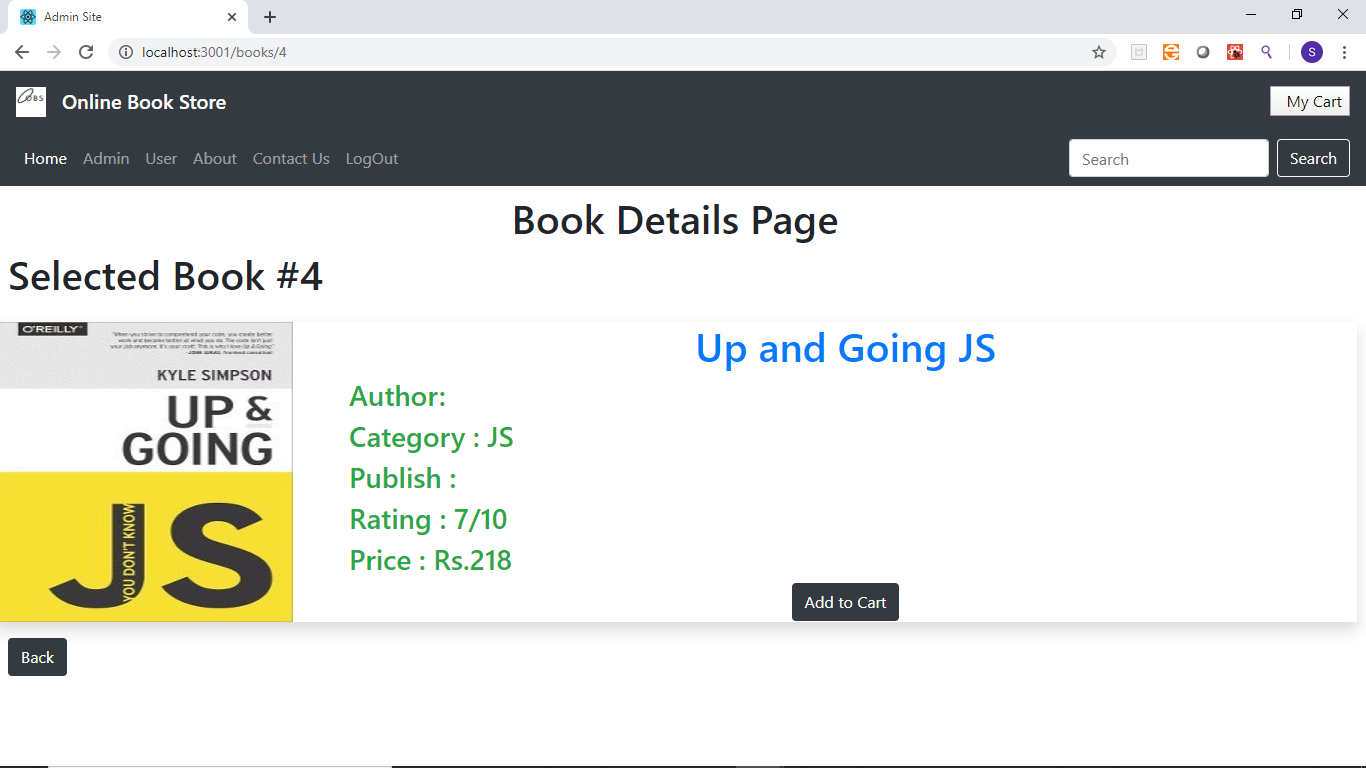 Admin Site
localhost:3001/books/4
S
OBS
Online Book Store
My Cart
Home Admin User About Contact Us LogOut
Search
Search
Book Details Page
Selected Book #4
O'REILLY
"When you strive to comprehend your code, you create better
work and become better at what you do. The code isn't just
your job anymore, it's your craft. This is why I love Up & Going."
KYLE SIMPSON
UP &
GOING
YOU DON'T KNOW
JS
Up and Going JS
Author:
Category : JS
Publish :
Rating : 7/10
Price : Rs.218
Add to Cart
Back